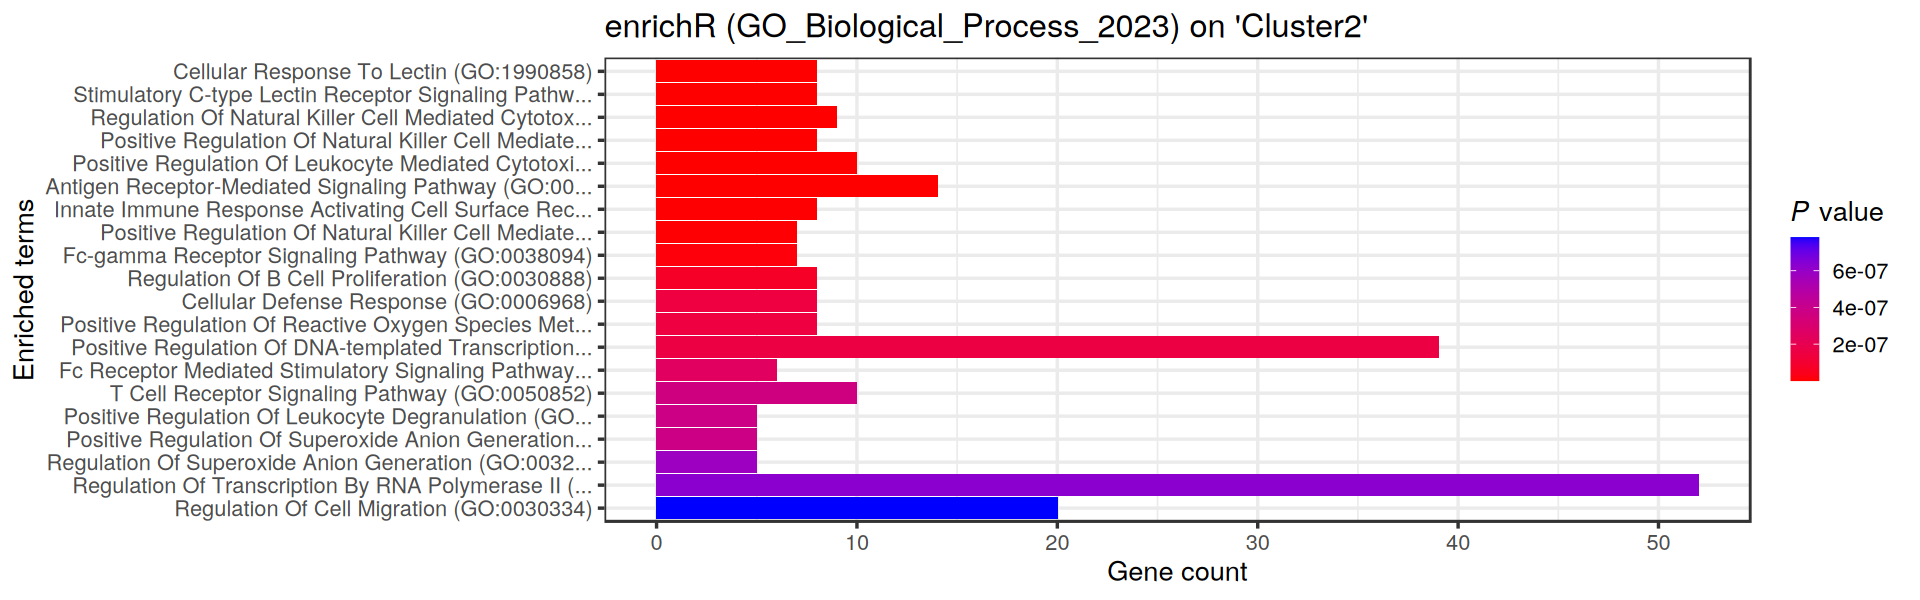 enrichR (GO_Biological_Process_2023) on 'Cluster2'
Cellular Response To Lectin (GO:1990858)
Stimulatory C-type Lectin Receptor Signaling Pathw...
Regulation Of Natural Killer Cell Mediated Cytotox...
Positive Regulation Of Natural Killer Cell Mediate...
Positive Regulation Of Leukocyte Mediated Cytotoxi...
Antigen Receptor-Mediated Signaling Pathway (GO:00...
Innate Immune Response Activating Cell Surface Rec...
Positive Regulation Of Natural Killer Cell Mediate...
Fc-gamma Receptor Signaling Pathway (GO:0038094)
Regulation Of B Cell Proliferation (GO:0030888)
Cellular Defense Response (GO:0006968)
Positive Regulation Of Reactive Oxygen Species Met...
Positive Regulation Of DNA-templated Transcription...
Fc Receptor Mediated Stimulatory Signaling Pathway...
T Cell Receptor Signaling Pathway (GO:0050852)
Positive Regulation Of Leukocyte Degranulation (GO...
Positive Regulation Of Superoxide Anion Generation...
Regulation Of Superoxide Anion Generation (GO:0032...
Regulation Of Transcription By RNA Polymerase II (...
Regulation Of Cell Migration (GO:0030334)
Enriched terms
0 10 20 30 40 50
Gene count
P value
6e-07
4e-07
2e-07